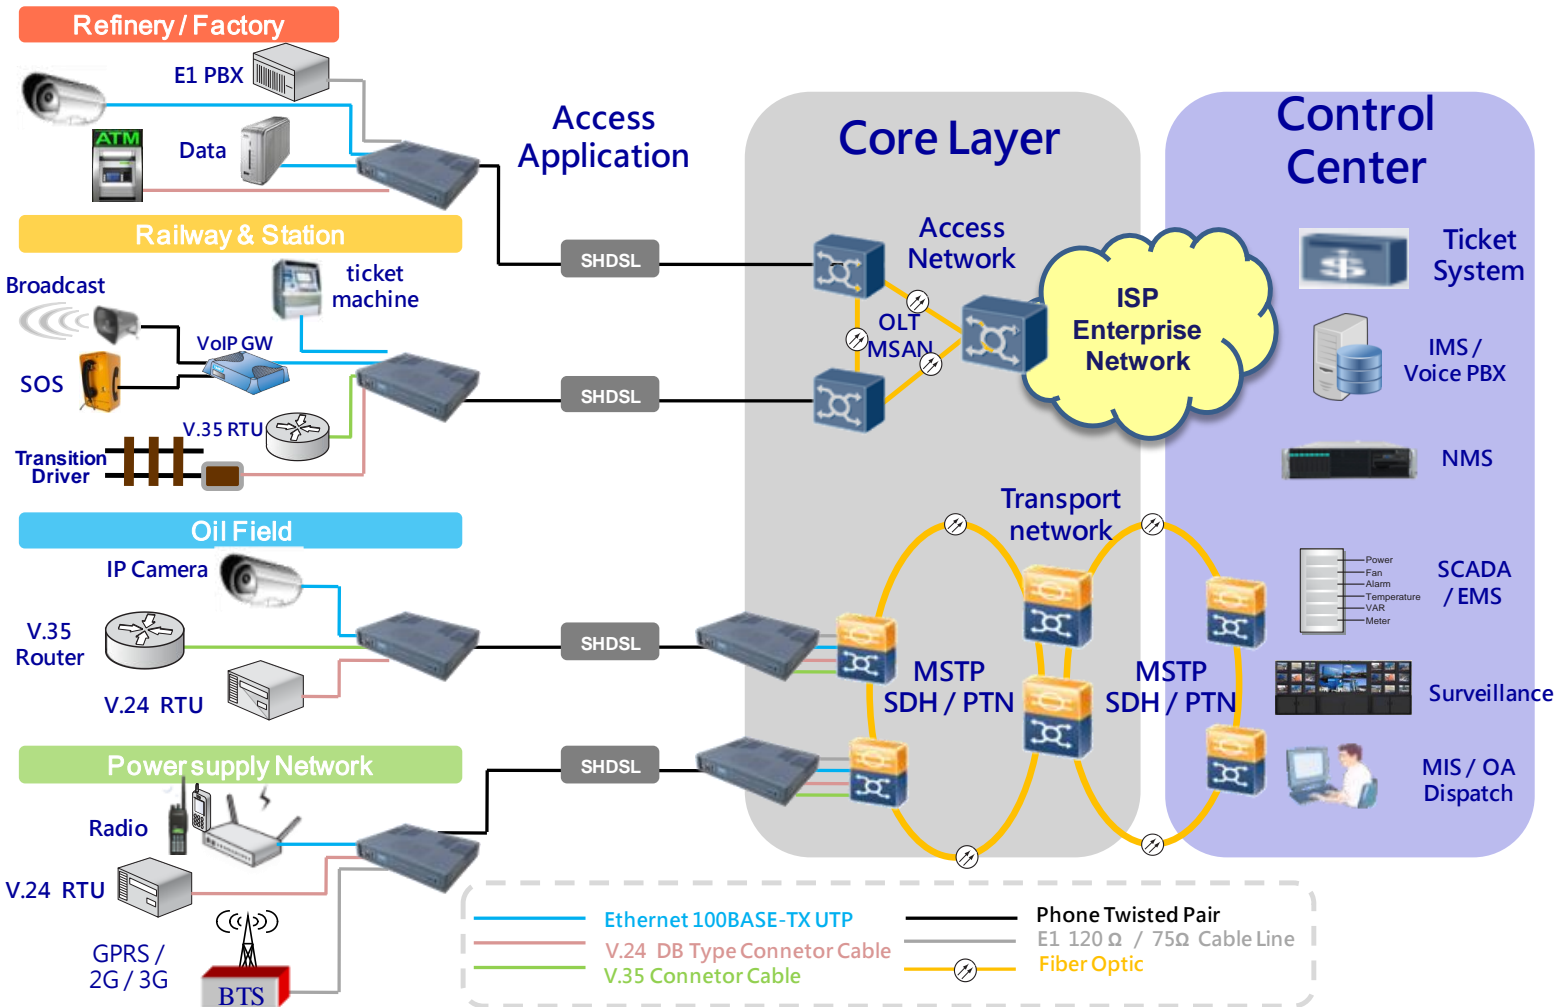 Refinery / Factory
E1 PBX
ATM
Data
Access
Application
Core Layer
Control
Center
Railway & Station
Broadcast
ticket
machine
VoIP GW
SOS
V.35 RTU
Transition
Driver
SHDSL
SHDSL
Access
Network
OLT
MSAN
ISP
Enterprise
Network
Ticket
System
IMS /
Voice PBX
NMS
Oil Field
IP Camera
V.35
Router
V.24 RTU
SHDSL
Transport
network
MSTP
SDH / PTN
MSTP
SDH / PTN
Power
Fan
Alarm
Temperature
VAR
Meter
SCADA
/ EMS
Surveillance
MIS / OA
Dispatch
Power supply Network
Radio
V.24 RTU
GPRS /
2G / 3G
BTS
SHDSL
Ethernet 100BASE-TX UTP
V.24 DB Type Connetor Cable
V.35 Connetor Cable
Phone Twisted Pair
E1 120 Ω / 75Ω Cable Line
Fiber Optic